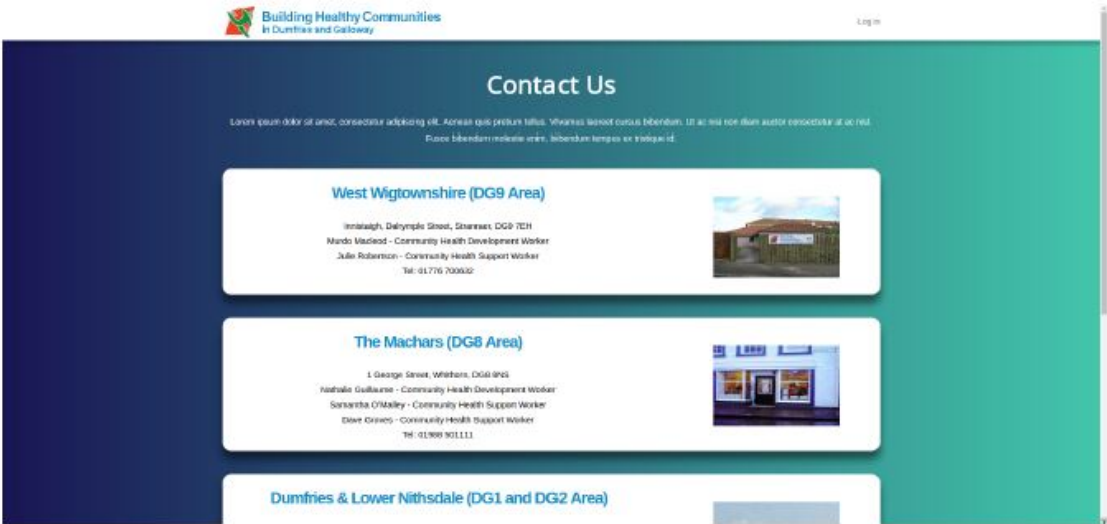 Building Healthy Communities
in Dumfries and Galloway
Log In
Contact Us
Lorem ipsum dolor sit amet, consectetur adipiscing elit. Aenean quis pretium tellus. Vivamus laoreet cursus bibendum. Ut ac nisi non diam auctor consectetur at ac nisl.
Fusce bibendum molestie enim, bibendum tempus ex tristique id.
West Wigtownshire (DG9 Area)
Dalrymple Street, Stranraer, DG9 7EH
Murdo Macleod - Community Health Development Worker
Julie Robertson - Community Health Support Worker
Tel: 01776 700632
The Machars (DG8 Area)
1 George Street, Whithorn, DG8 8NS
Nathalie Guillaume - Community Health Development Worker
Samantha O'Malley - Community Health Support Worker
Dave Groves - Community Health Support Worker
Tel: 01988 501111
Dumfries & Lower Nithsdale (DG1 and DG2 Area)